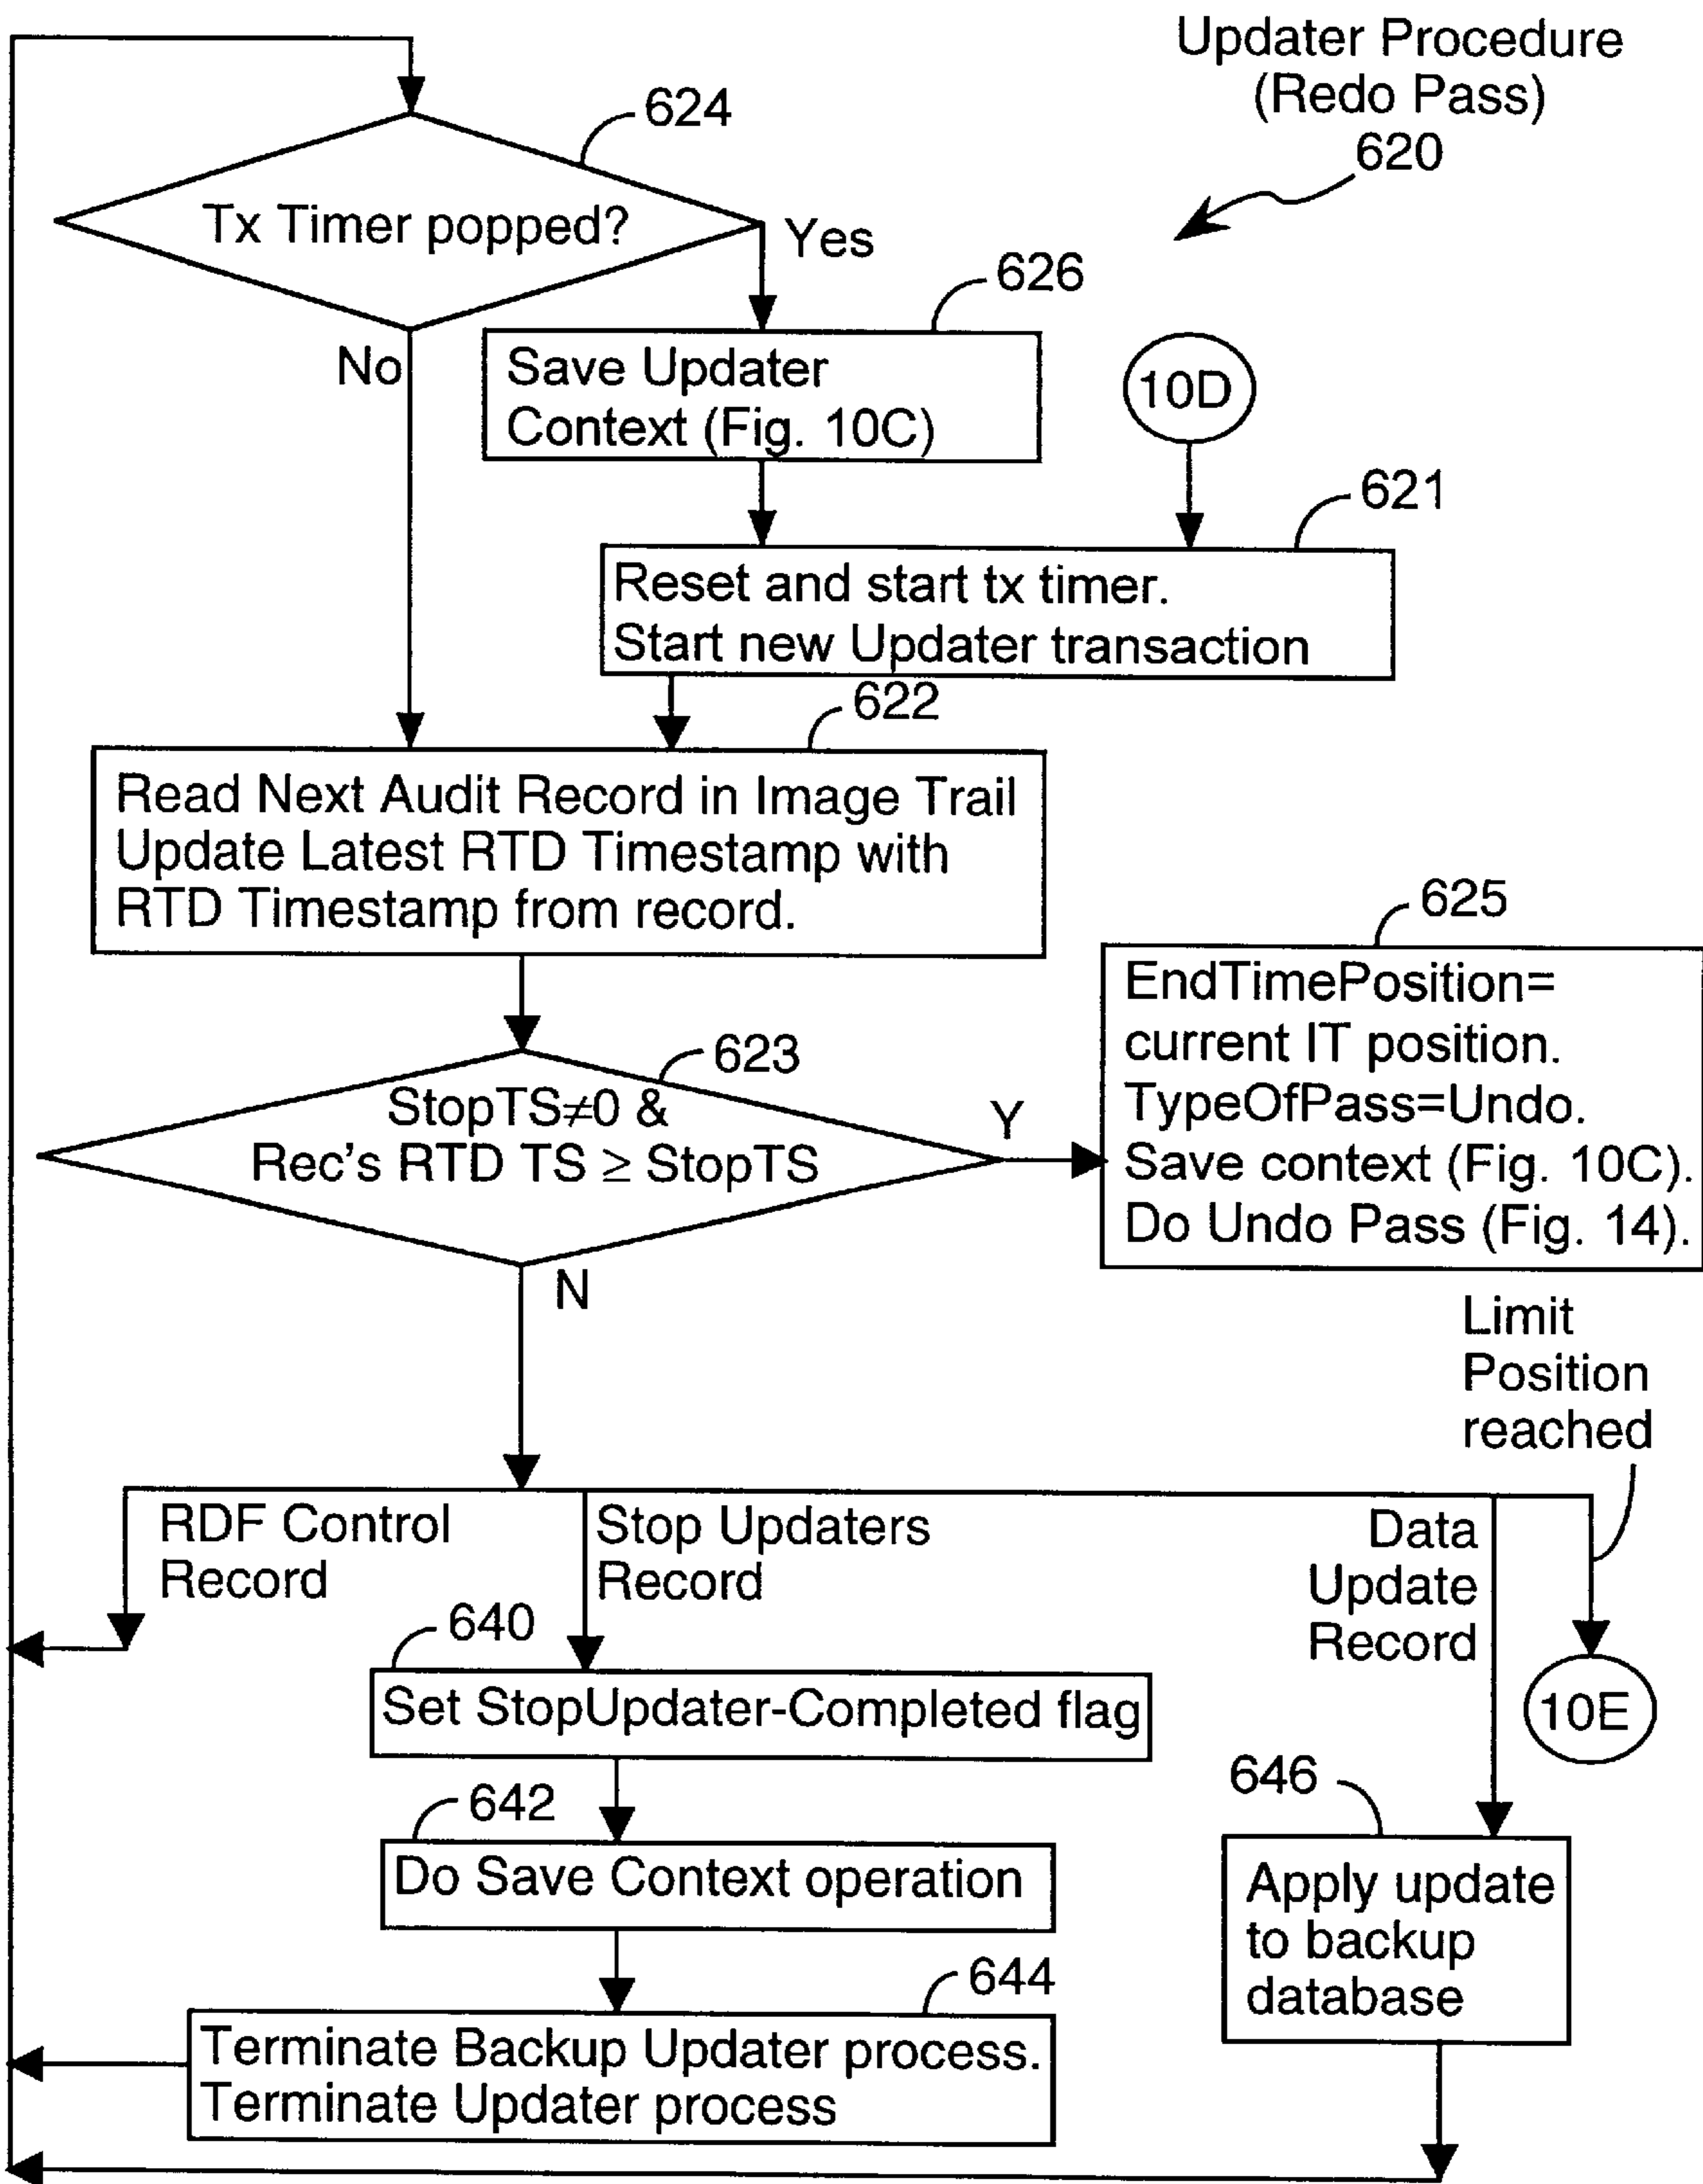 Updater Procedure
(Redo Pass)
620
624
Tx Timer popped?
Yes
No
626
Save Updater
Context (Fig. 10C)
10D
621
Reset and start tx timer.
Start new Updater transaction
622
Read Next Audit Record in Image Trail
Update Latest RTD Timestamp with
RTD Timestamp from record.
623
StopTS≠0 &
Rec's RTD TS ≥ StopTS
Y
N
625
EndTimePosition=
current IT position.
TypeOfPass=Undo.
Save context (Fig. 10C).
Do Undo Pass (Fig. 14).
Limit
Position
reached
RDF Control
Record
Stop Updaters
Record
Data
Update
Record
10E
640
Set StopUpdater-Completed flag
642
Do Save Context operation
644
Terminate Backup Updater process.
Terminate Updater process
646
Apply update
to backup
database